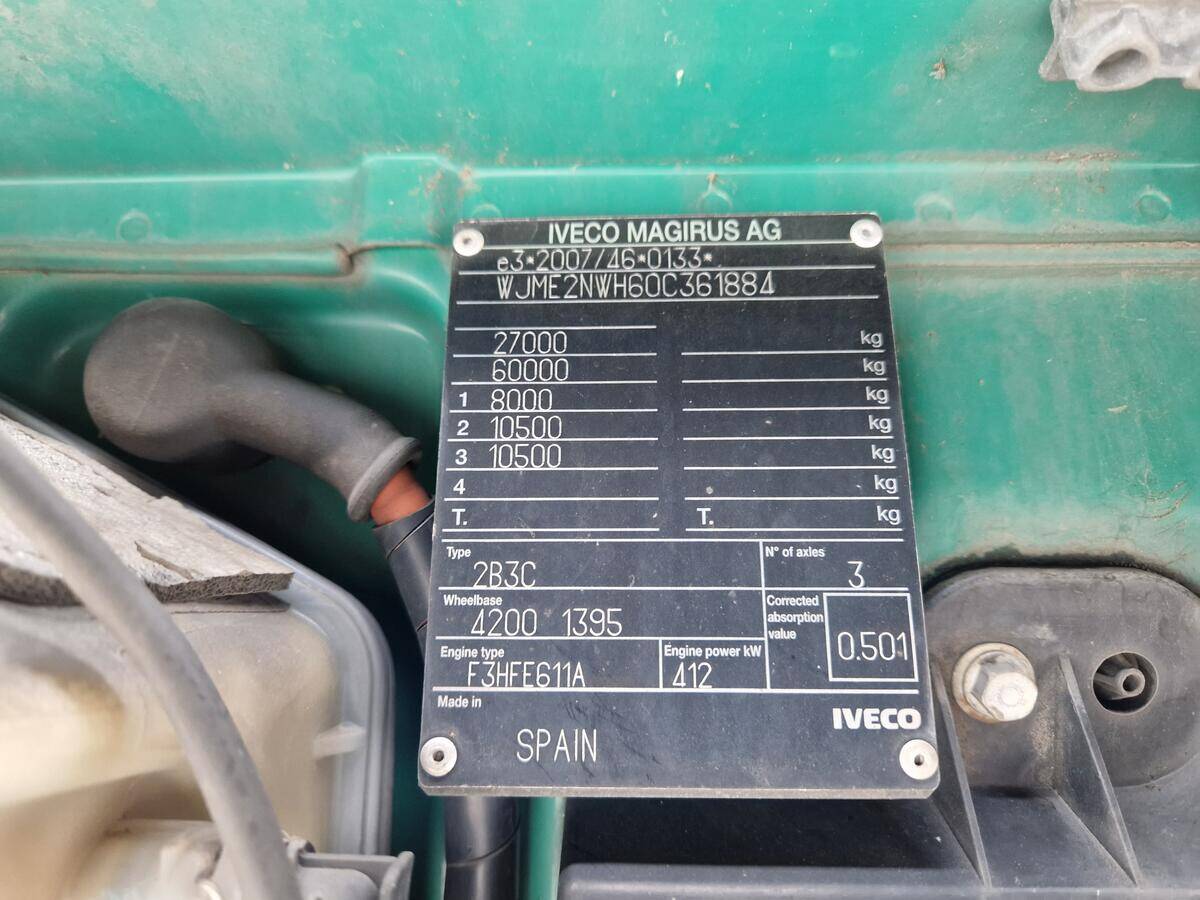 IVECO MAGIRUS AG
e3*2007/46*0133*
WJME2NWH60C361884
27000 kg
60000 kg
1 8000 kg
2 10500 kg
3 10500 kg
4 kg
T. T. kg
Type N° of axles
2B3C 3
Wheelbase Corrected
absorption
value
4200 1395
0.501
Engine type Engine power kW
F3HFE611A 412
Made in
IVECO
SPAIN